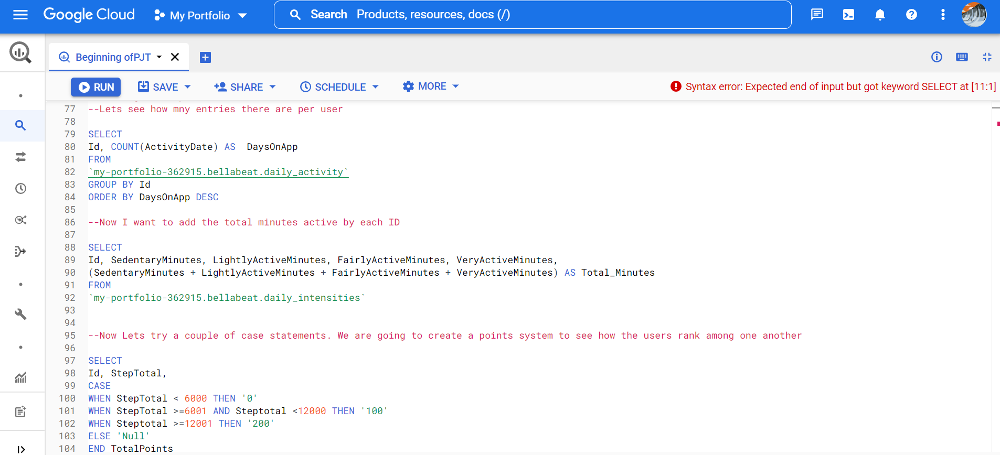 Google Cloud My Portfolio Search Products, resources, docs (/)
Beginning ofPJT
RUN SAVE SHARE SCHEDULE MORE Syntax error: Expected end of input but got keyword SELECT at [11:1]
77 --Lets see how mny entries there are per user
78
79 SELECT
80 Id, COUNT(ActivityDate) AS  DaysOnApp
81 FROM
82 `my-portfolio-362915.bellabeat.daily_activity`
83 GROUP BY Id
84 ORDER BY DaysOnApp DESC
85
86 --Now I want to add the total minutes active by each ID
87
88 SELECT
89 Id, SedentaryMinutes, LightlyActiveMinutes, FairlyActiveMinutes, VeryActiveMinutes,
90 (SedentaryMinutes + LightlyActiveMinutes + FairlyActiveMinutes + VeryActiveMinutes) AS Total_Minutes
91 FROM
92 `my-portfolio-362915.bellabeat.daily_intensities`
93
94
95 --Now Lets try a couple of case statements. We are going to create a points system to see how the users rank among one another
96
97 SELECT
98 Id, StepTotal,
99 CASE
100 WHEN StepTotal < 6000 THEN '0'
101 WHEN StepTotal >=6001 AND Steptotal <12000 THEN '100'
102 WHEN Steptotal >=12001 THEN '200'
103 ELSE 'Null'
104 END TotalPoints